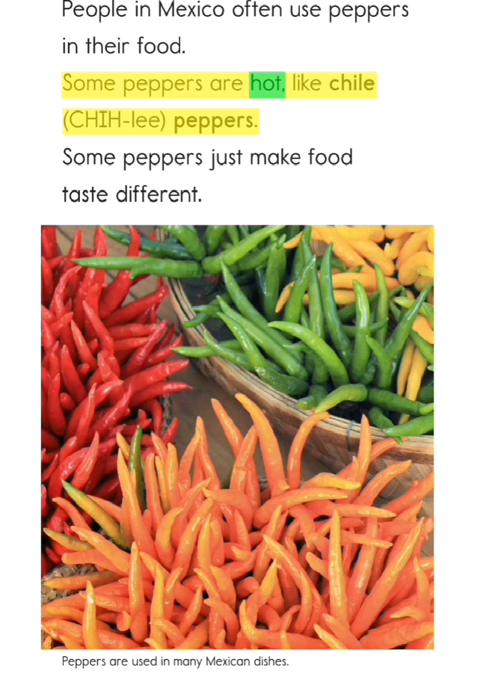 People in Mexico often use peppers
in their food.
Some peppers are hot, like chile
(CHIH-lee) peppers.
Some peppers just make food
taste different.
Peppers are used in many Mexican dishes.